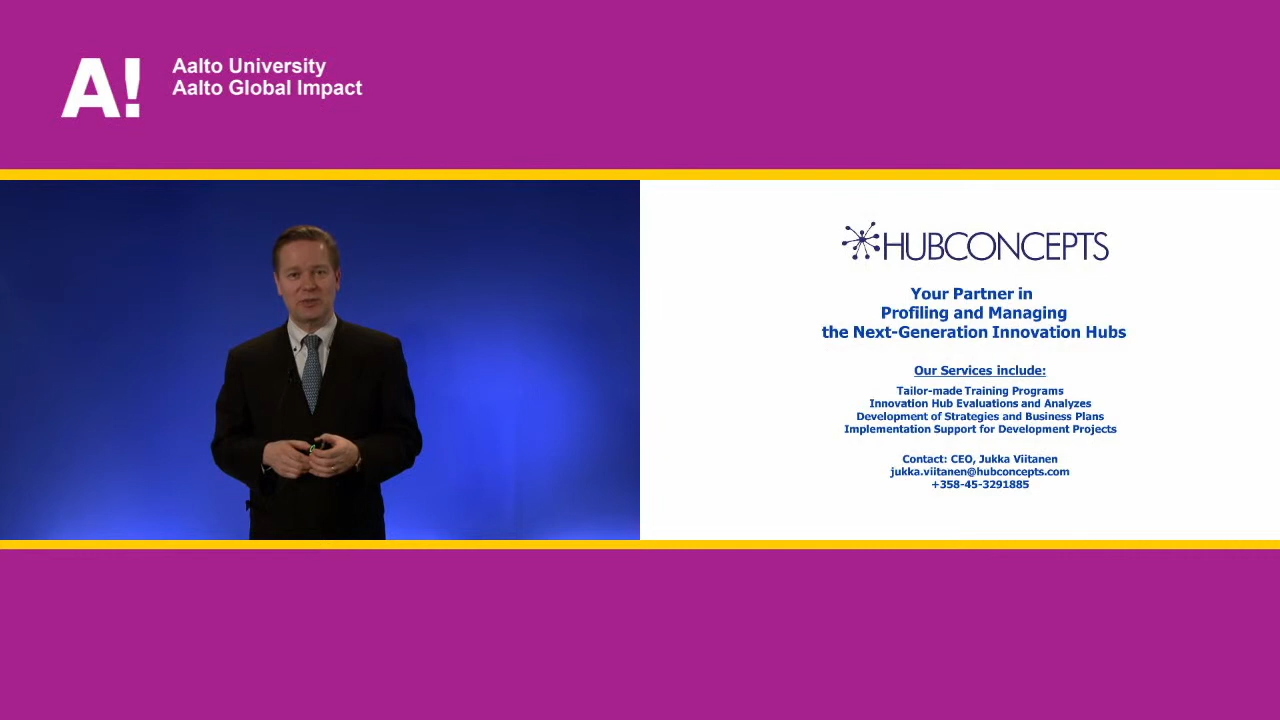 A!
Aalto University
Aalto Global Impact
HUBCONCEPTS
Your Partner in
Profiling and Managing
the Next-Generation Innovation Hubs
Our Services include:
Tailor-made Training Programs
Innovation Hub Evaluations and Analyzes
Development of Strategies and Business Plans
Implementation Support for Development Projects
Contact: CEO, Jukka Viitanen
jukka.viitanen@hubconcepts.com
+358-45-3291885